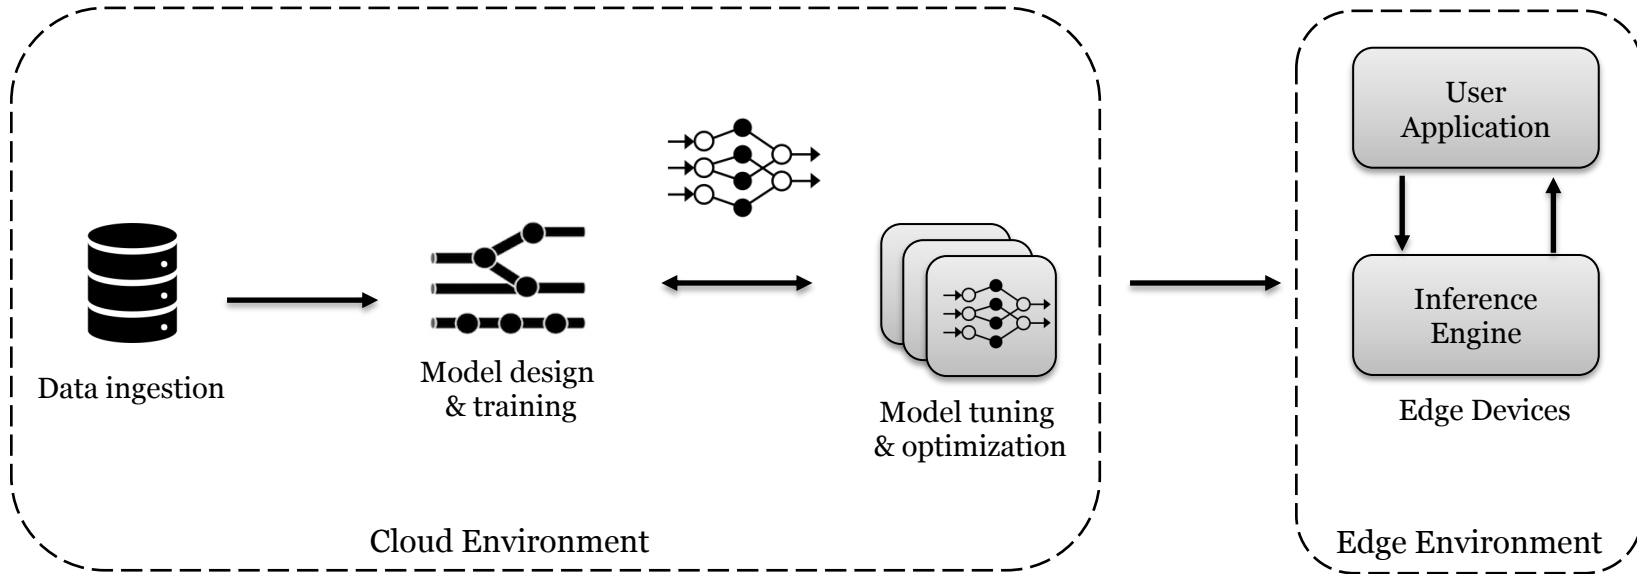 Data ingestion
Model design
& training
Model tuning
& optimization
Cloud Environment
User
Application
Inference
Engine
Edge Devices
Edge Environment